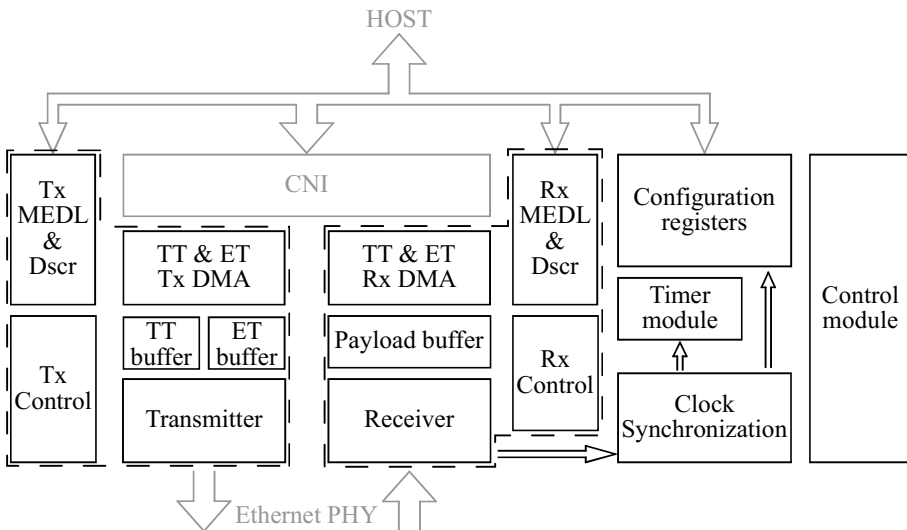 HOST
Tx
MEDL
&
Dscr
CNI
Rx
MEDL
&
Dscr
Configuration
registers
Control
module
TT & ET
Tx DMA
TT & ET
Rx DMA
Timer
module
TT
buffer
ET
buffer
Payload buffer
Tx
Control
Rx
Control
Transmitter
Receiver
Clock
Synchronization
Ethernet PHY